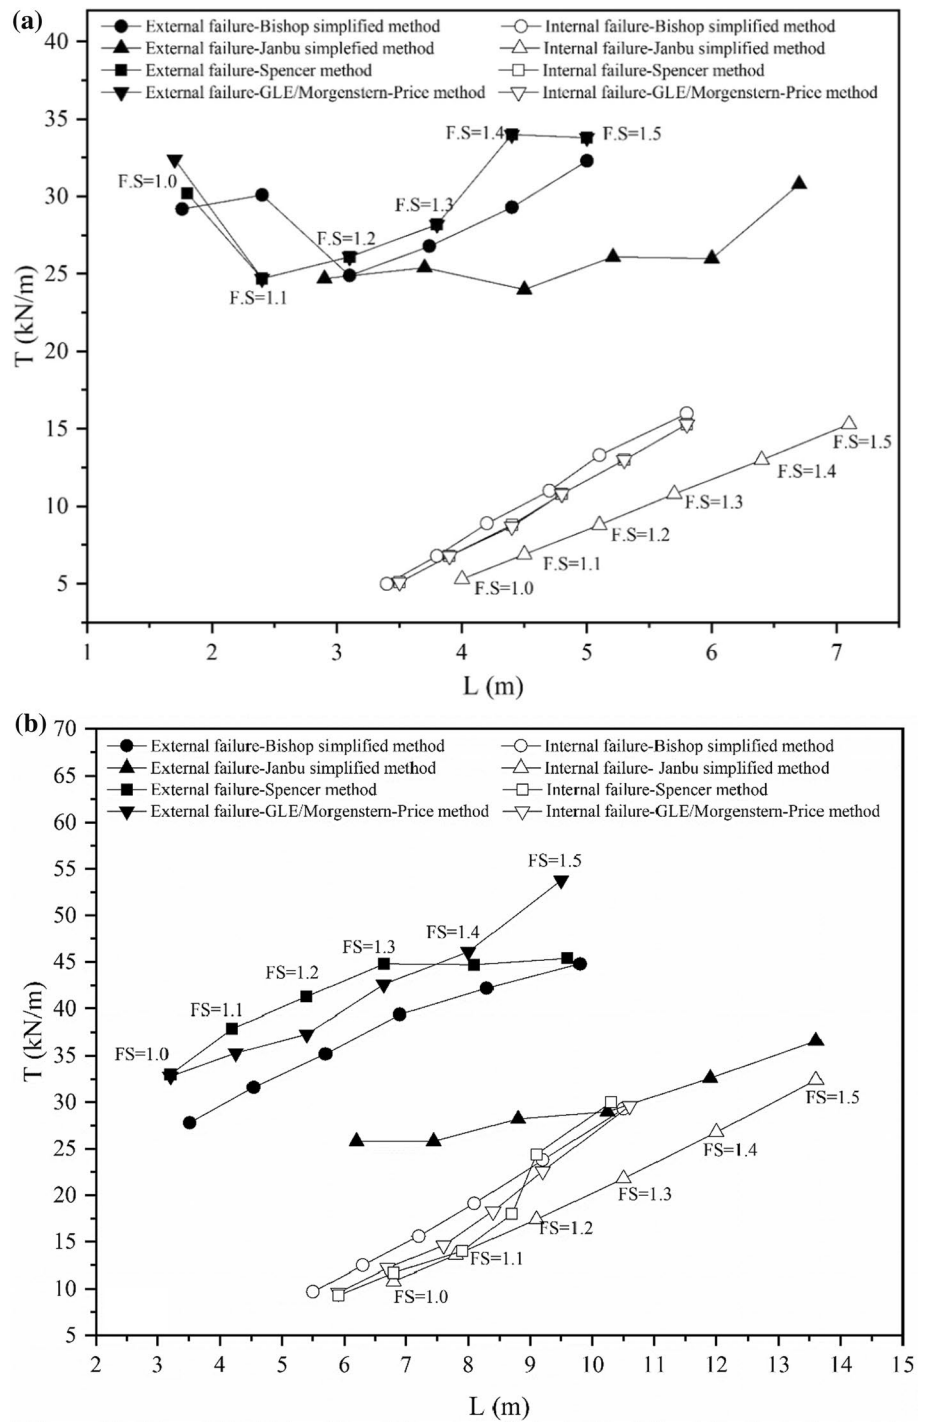 (a)
External failure-Bishop simplified method
External failure-Janbu simplefied method
External failure-Spencer method
External failure-GLE/Morgenstern-Price method
Internal failure-Bishop simplified method
Internal failure-Janbu simplified method
Internal failure-Spencer method
Internal failure-GLE/Morgenstern-Price method
40
35
30
25
20
15
10
5
T (kN/m)
F.S=1.0
F.S=1.1
F.S=1.2
F.S=1.3
F.S=1.4
F.S=1.5
F.S=1.5
F.S=1.4
F.S=1.3
F.S=1.2
F.S=1.1
F.S=1.0
1 2 3 4 5 6 7
L (m)
(b)
External failure-Bishop simplified method
External failure-Janbu simplified method
External failure-Spencer method
External failure-GLE/Morgenstern-Price method
Internal failure-Bishop simplified method
Internal failure- Janbu simplified method
Internal failure-Spencer method
Internal failure-GLE/Morgenstern-Price method
70
65
60
55
50
45
40
35
30
25
20
15
10
5
T (kN/m)
FS=1.5
FS=1.4
FS=1.3
FS=1.2
FS=1.1
FS=1.0
FS=1.5
FS=1.4
FS=1.3
FS=1.2
FS=1.1
FS=1.0
2 3 4 5 6 7 8 9 10 11 12 13 14 15
L (m)